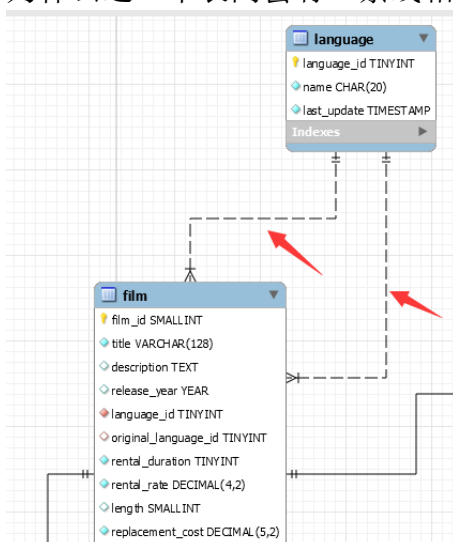 language
language_id TINYINT
name CHAR(20)
last_update TIMESTAMP
Indexes
film
film_id SMALLINT
title VARCHAR(128)
description TEXT
release_year YEAR
language_id TINYINT
original_language_id TINYINT
rental_duration TINYINT
rental_rate DECIMAL(4,2)
length SMALLINT
replacement_cost DECIMAL(5,2)